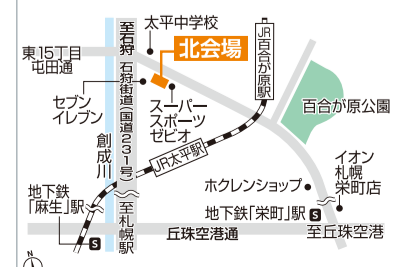 至石狩
石狩街道(国道231号)
至札幌駅
太平中学校
北会場
東15丁目
屯田通
セブン
イレブン
スーパー
スポーツ
ゼビオ
JR百合が原駅
百合が原公園
創成川
JR太平駅
イオン
札幌
栄町店
ホクレンショップ
地下鉄
「麻生」駅
S
地下鉄「栄町」駅
S
至丘珠空港
丘珠空港通
N